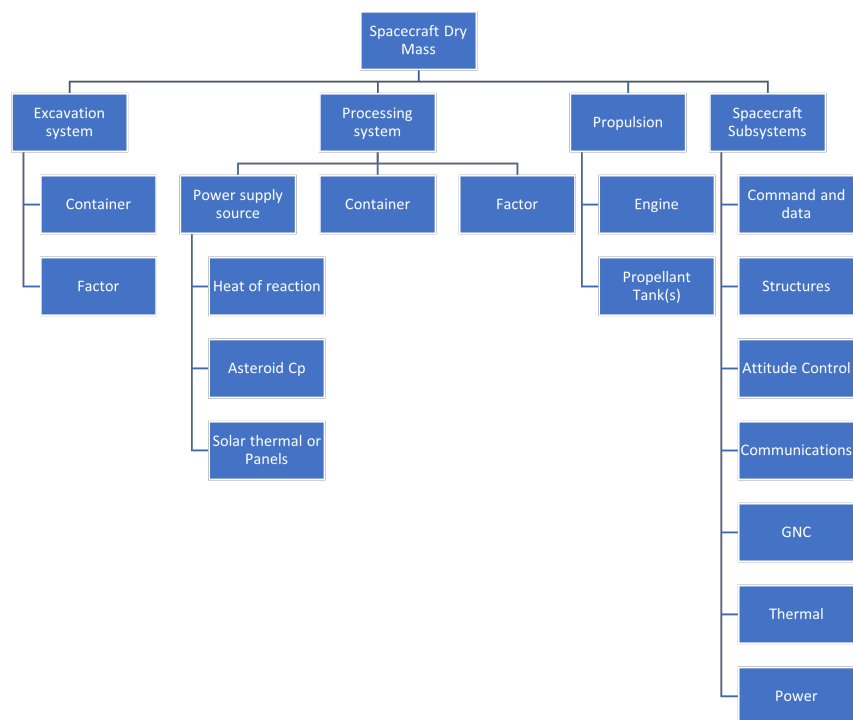 Spacecraft Dry
Mass
Excavation
system
Processing
system
Propulsion
Spacecraft
Subsystems
Container
Factor
Power supply
source
Container
Factor
Heat of reaction
Asteroid Cp
Solar thermal or
Panels
Engine
Propellant
Tank(s)
Command and
data
Structures
Attitude Control
Communications
GNC
Thermal
Power